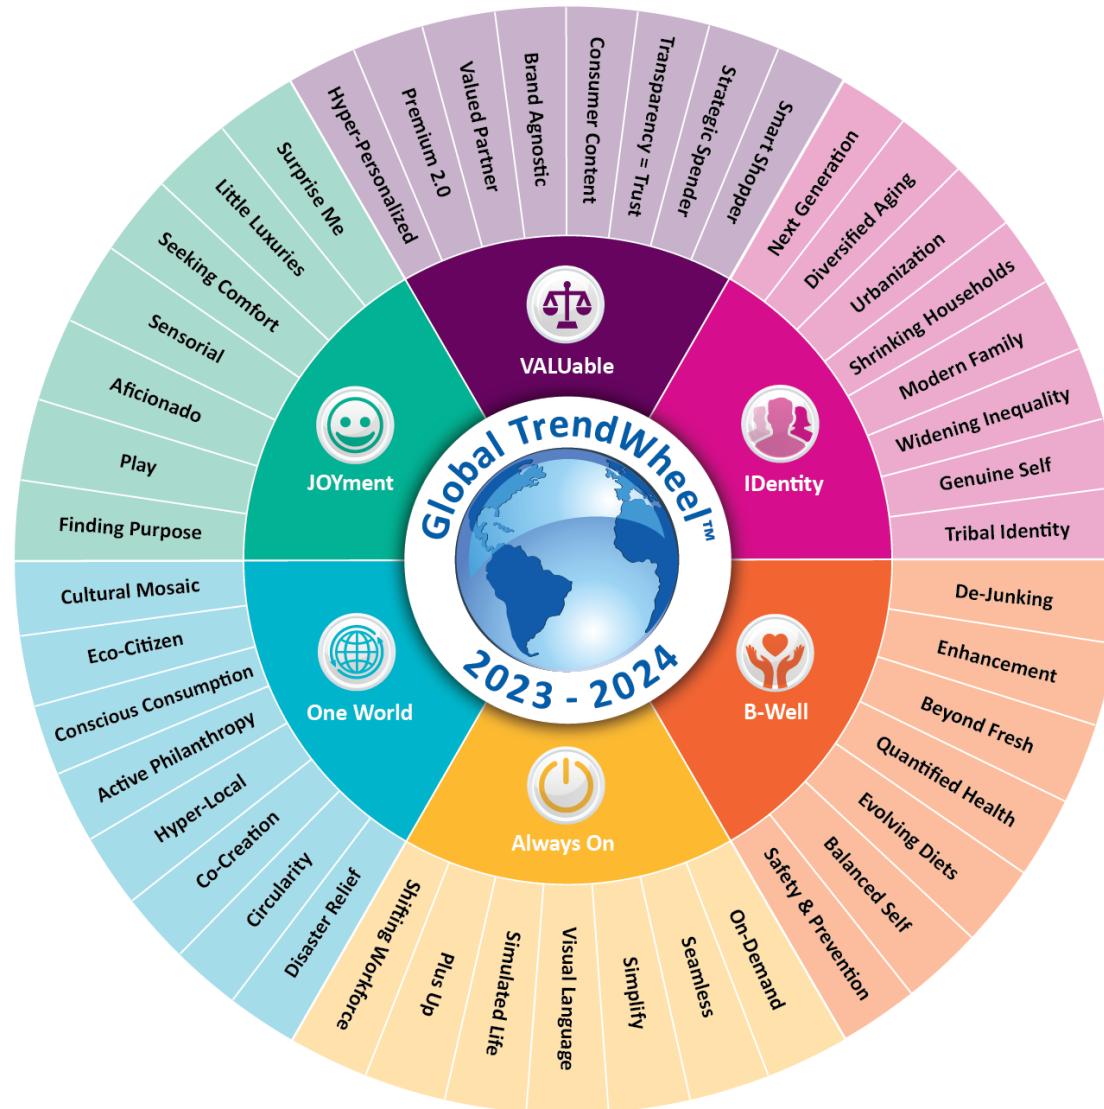 Global TrendWheel™
2023 - 2024
VALUable
Hyper-Personalized
Premium 2.0
Valued Partner
Brand Agnostic
Consumer Content
Transparency = Trust
Strategic Spender
Smart Shopper
IDentity
Next Generation
Diversified Aging
Urbanization
Shrinking Households
Modern Family
Widening Inequality
Genuine Self
Tribal Identity
B-Well
De-Junking
Enhancement
Beyond Fresh
Quantified Health
Evolving Diets
Balanced Self
Safety & Prevention
Always On
On-Demand
Seamless
Simplify
Visual Language
Simulated Life
Plus Up
Shifting Workforce
One World
Disaster Relief
Circularity
Co-Creation
Hyper-Local
Active Philanthropy
Conscious Consumption
Eco-Citizen
Cultural Mosaic
JOYment
Finding Purpose
Play
Aficionado
Sensorial
Seeking Comfort
Little Luxuries
Surprise Me